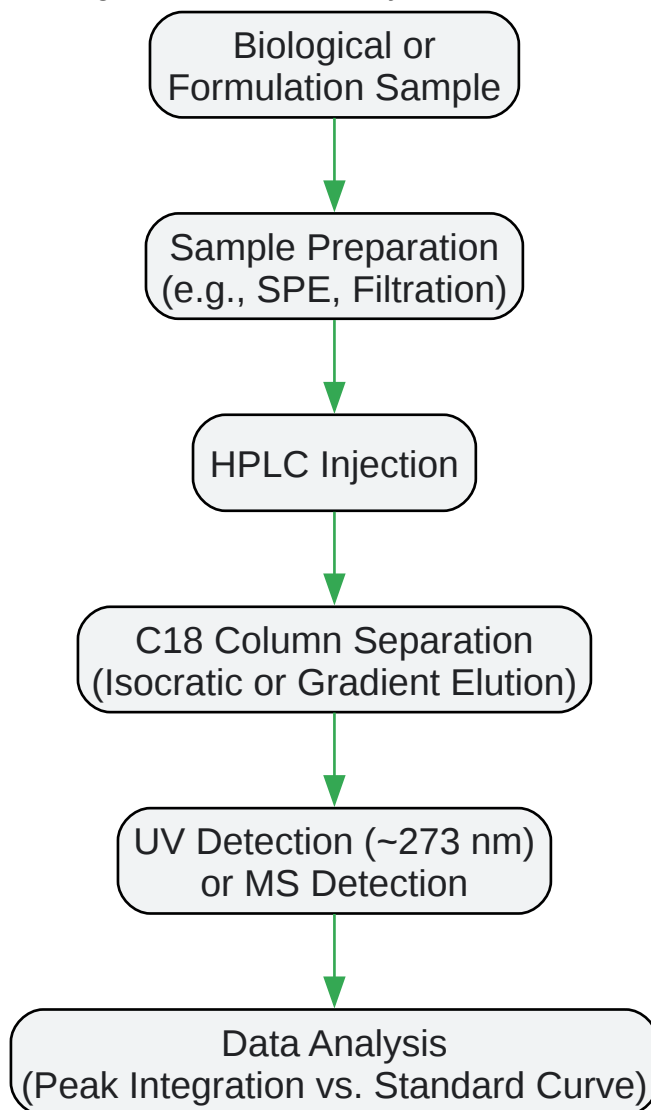 Biological or
Formulation Sample
Sample Preparation
(e.g., SPE, Filtration)
HPLC Injection
C18 Column Separation
(Isocratic or Gradient Elution)
UV Detection (~273 nm)
or MS Detection
Data Analysis
(Peak Integration vs. Standard Curve)